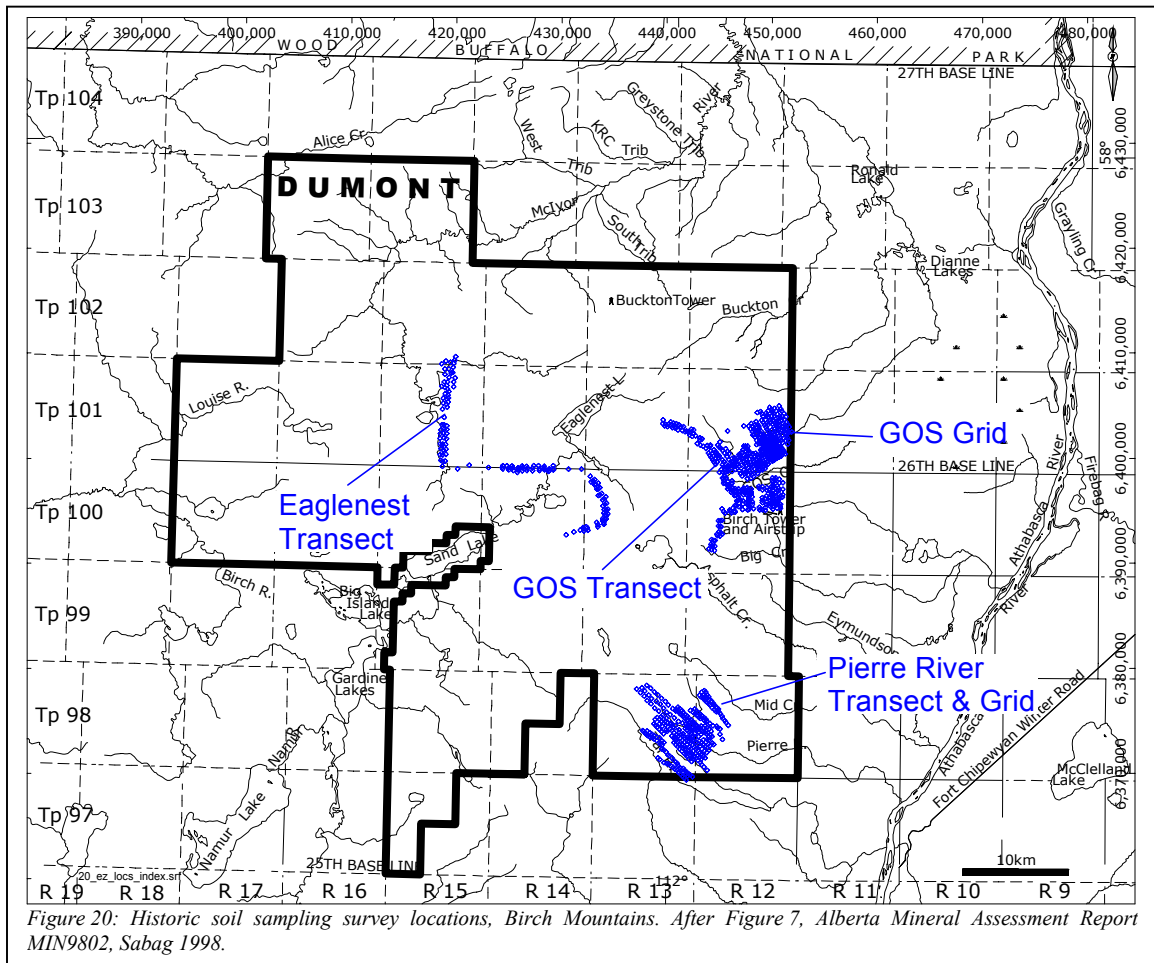 390,000 400,000 410,000 420,000 430,000 440,000 450,000 460,000 470,000 480,000
WOOD BUFFALO NATIONAL PARK
27TH BASE LINE
Tp 104
Alice Cr.
West Trib
KRC Trib
Greystone Trib
River
58°
6,430,000
Ronald Lake
DUMONT
Tp 103
McIvor
South Trib
Grayling Cr
6,420,000
Dianne Lakes
Tp 102
BucktonTower
Buckton Cr
6,410,000
Louise R.
Tp 101
Eaglenest L.
GOS Grid
6,400,000
26TH BASE LINE
Athabasca River
Firebag R
Eaglenest Transect
Tp 100
Birch Tower and Airstrip
Sand Lake
Big Cr
GOS Transect
6,390,000
Birch R.
Big Island Lake
Asphalt Cr.
Tp 99
Eymundson
Athabasca River
Gardine Lakes
Pierre River
Transect & Grid
6,380,000
Tp 98
Mid C
Pierre
Namur R
Fort Chipewyan Winter Road
McClelland Lake
6,370,000
Namur Lake
Tp 97
25TH BASE LINE
20_ez_locs_index.srf
112°
10km
R 19 R 18 R 17 R 16 R 15 R 14 R 13 R 12 R 11 R 10 R 9
Figure 20: Historic soil sampling survey locations, Birch Mountains. After Figure 7, Alberta Mineral Assessment Report
MIN9802, Sabag 1998.